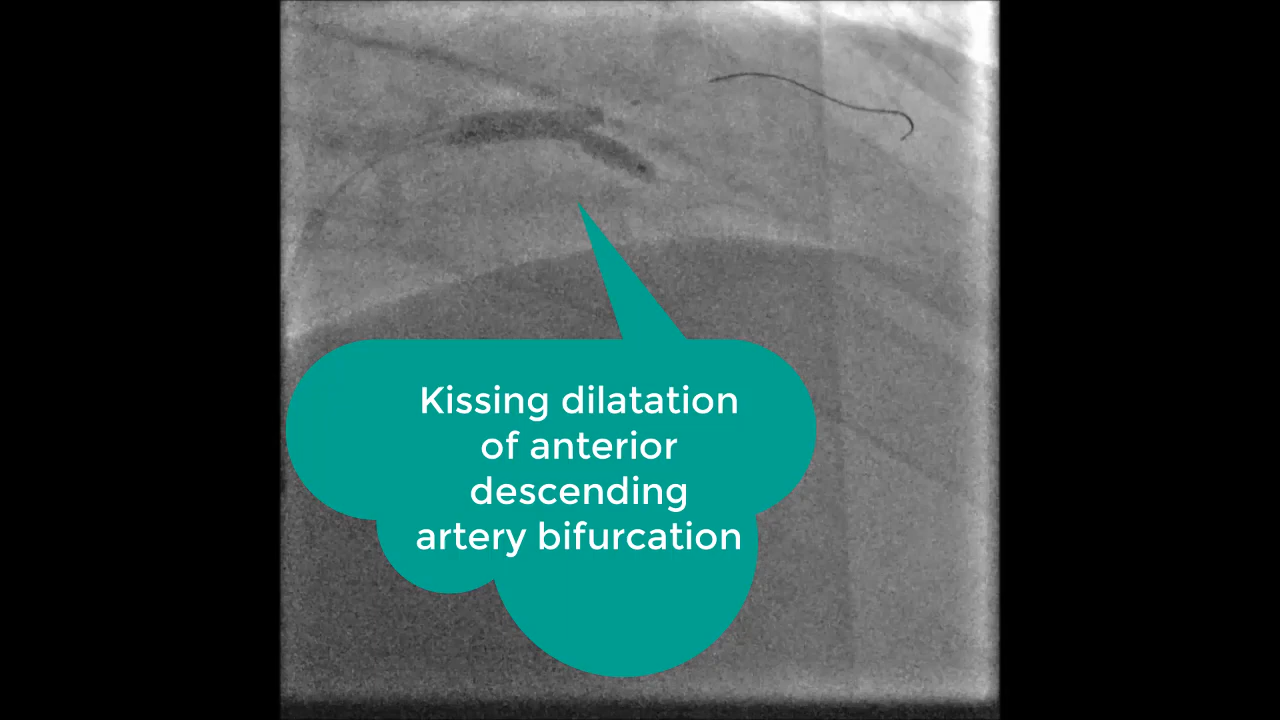 Kissing dilatation
of anterior
descending
artery bifurcation